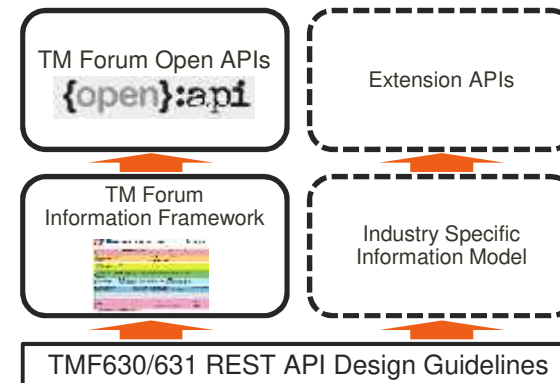 TM Forum Open APIs
{open}:api
Extension APIs
TM Forum
Information Framework
Industry Specific
Information Model
TMF630/631 REST API Design Guidelines